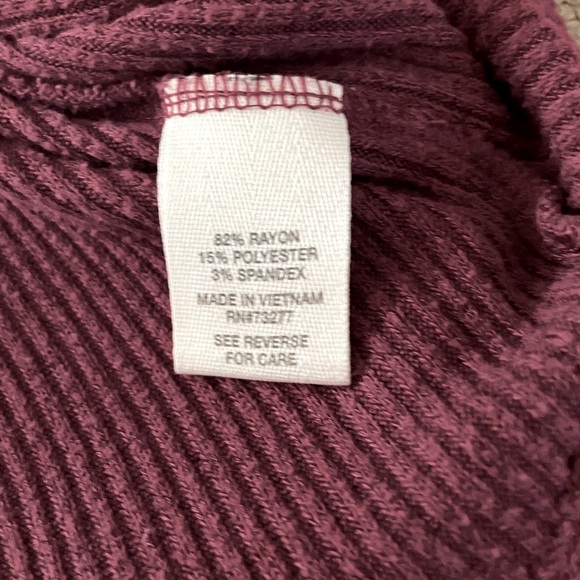 82% RAYON
15% POLYESTER
3% SPANDEX
MADE IN VIETNAM
RN#73277
SEE REVERSE
FOR CARE